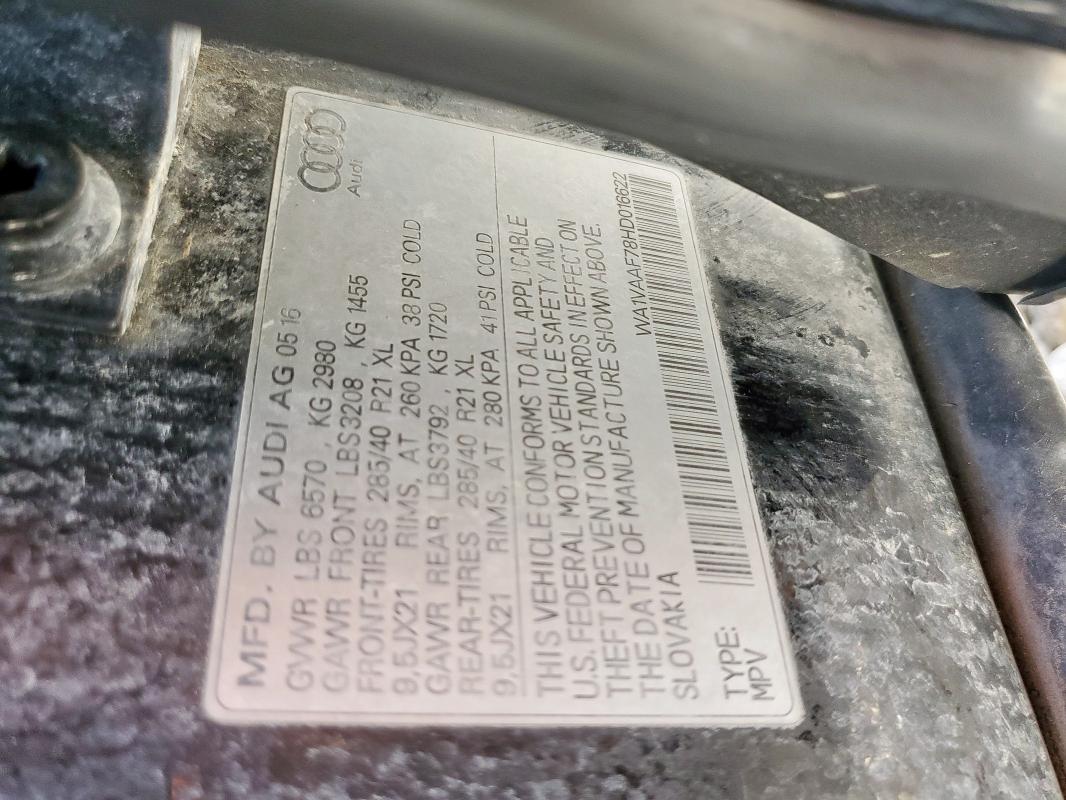 Audi
MFD. BY AUDI AG 05 16
GVWR LBS 6570 , KG 2980
GAWR FRONT LBS3208 , KG 1455
FRONT-TIRES 285/40 R21 XL
9,5JX21 RIMS, AT 260 KPA 38 PSI COLD
GAWR REAR LBS3792 , KG 1720
REAR-TIRES 285/40 R21 XL
9,5JX21 RIMS, AT 280 KPA 41 PSI COLD
THIS VEHICLE CONFORMS TO ALL APPLICABLE
U.S. FEDERAL MOTOR VEHICLE SAFETY AND
THEFT PREVENTION STANDARDS IN EFFECT ON
THE DATE OF MANUFACTURE SHOWN ABOVE.
SLOVAKIA WA1VAAF78HD016622
TYPE:
MPV